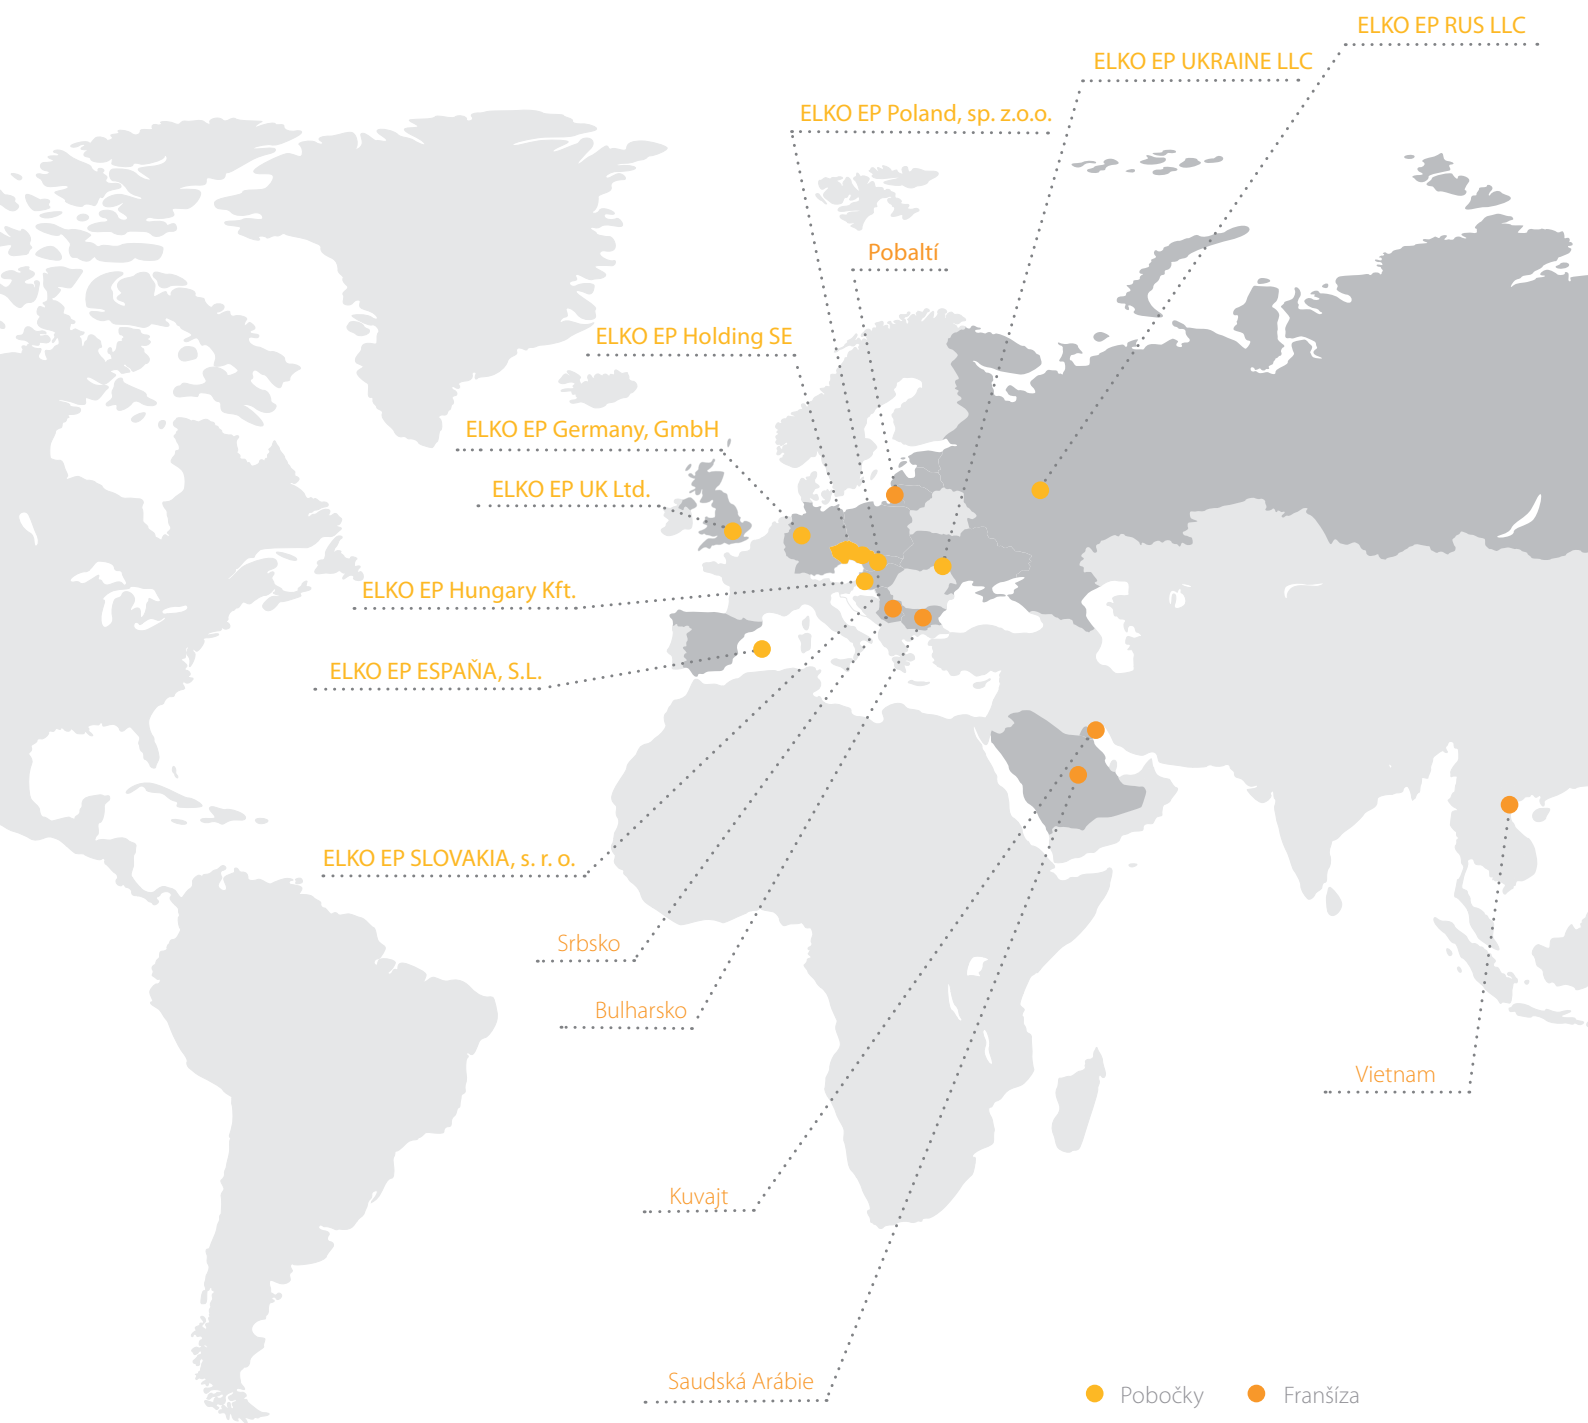 ELKO EP RUS LLC
ELKO EP UKRAINE LLC
ELKO EP Poland, sp. z.o.o.
Pobaltí
ELKO EP Holding SE
ELKO EP Germany, GmbH
ELKO EP UK Ltd.
ELKO EP Hungary Kft.
ELKO EP ESPAŇA, S.L.
ELKO EP SLOVAKIA, s. r. o.
Srbsko
Bulharsko
Vietnam
Kuvajt
Saudská Arábie
Pobočky
Franšíza